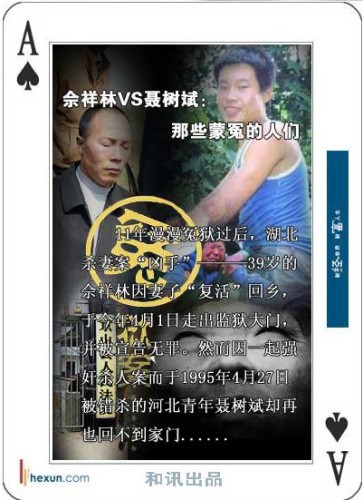 A
佘祥林VS聂树斌：
那些蒙冤的人们
11年漫漫冤狱过后，湖北
杀妻案“凶手”———39岁的
佘祥林因妻子“复活”回乡，
于今年4月1日走出监狱大门，
并被宣告无罪。然而因一起强
奸杀人案而于1995年4月27日
被错杀的河北青年聂树斌却再
也回不到家门......
hexun.com
和讯出品
A